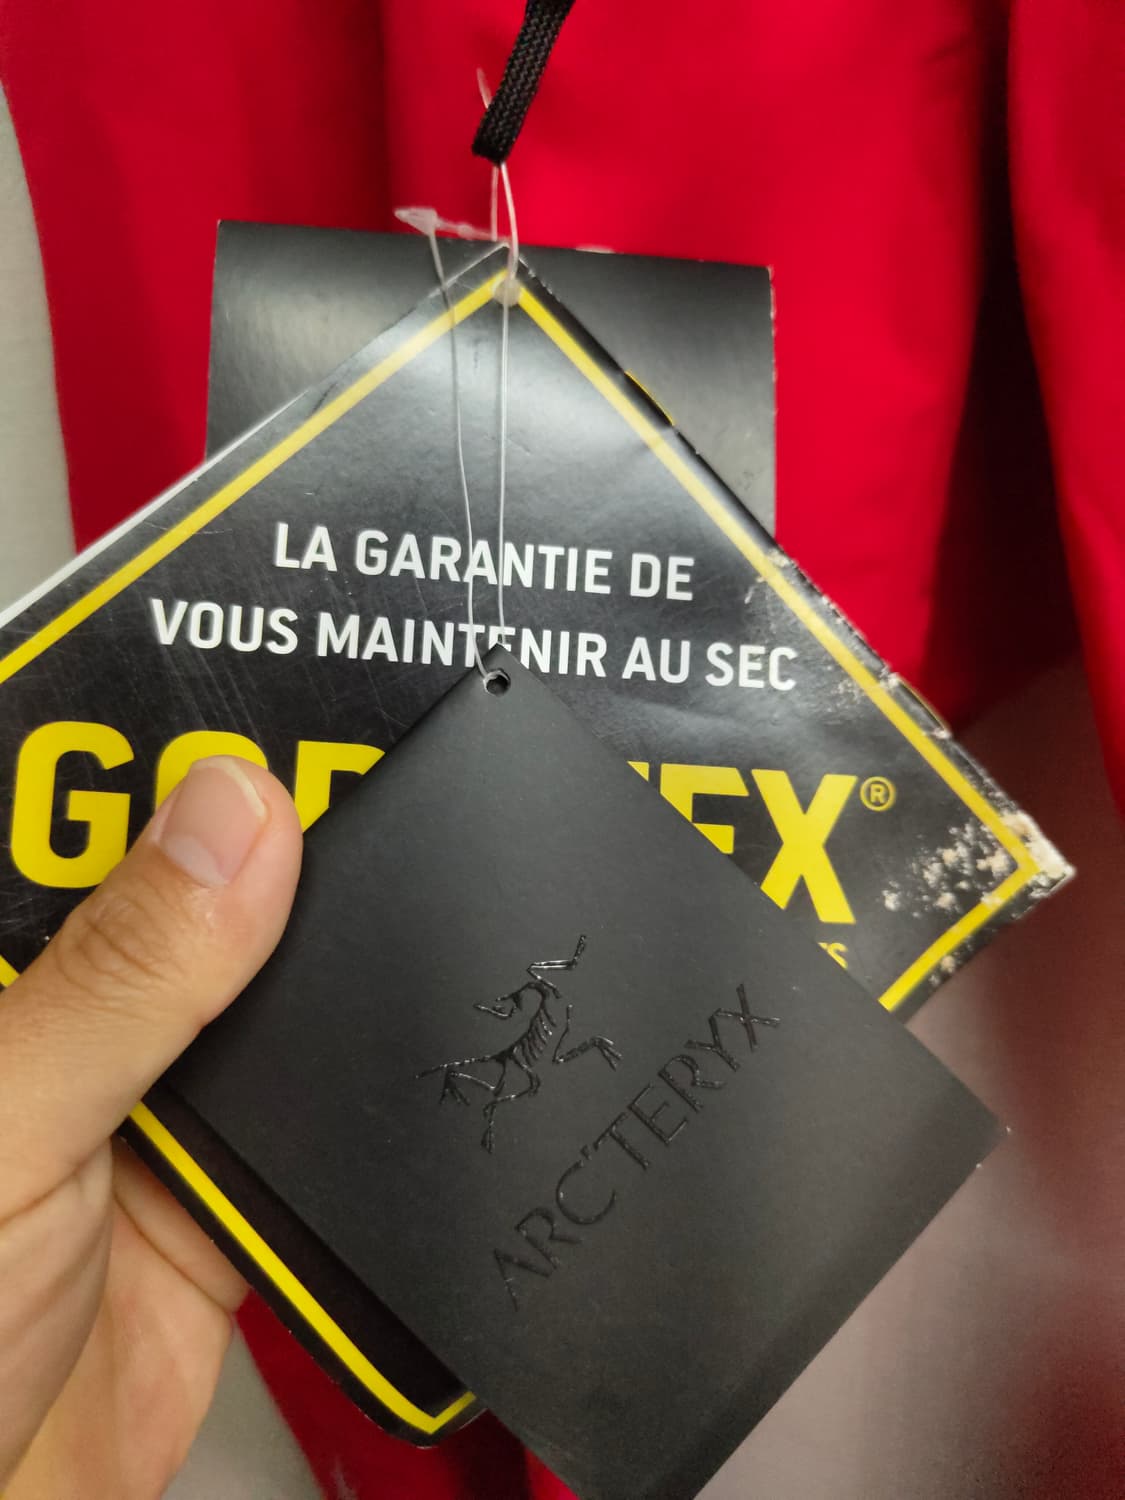 LA GARANTIE DE
VOUS MAINTENIR AU SEC
ARC'TERYX